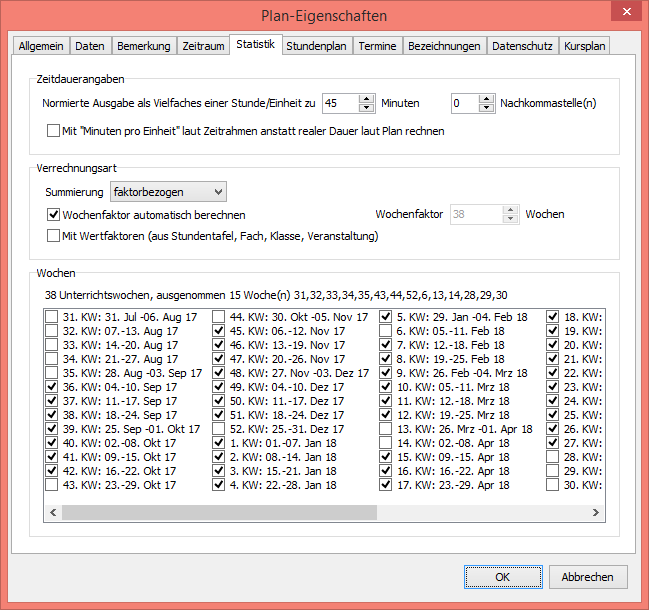 Plan-Eigenschaften
Allgemein Daten Bemerkung Zeitraum Statistik Stundenplan Termine Bezeichnungen Datenschutz Kursplan
Zeitdauerangaben
Normierte Ausgabe als Vielfaches einer Stunde/Einheit zu 45 Minuten 0 Nachkommastelle(n)
Mit "Minuten pro Einheit" laut Zeitrahmen anstatt realer Dauer laut Plan rechnen
Verrechnungsart
Summierung faktorbezogen
Wochenfaktor automatisch berechnen Wochenfaktor 38 Wochen
Mit Wertfaktoren (aus Stundentafel, Fach, Klasse, Veranstaltung)
Wochen
38 Unterrichtswochen, ausgenommen 15 Woche(n) 31,32,33,34,35,43,44,52,6,13,14,28,29,30
31. KW: 31. Jul -06. Aug 17
32. KW: 07.-13. Aug 17
33. KW: 14.-20. Aug 17
34. KW: 21.-27. Aug 17
35. KW: 28. Aug -03. Sep 17
36. KW: 04.-10. Sep 17
37. KW: 11.-17. Sep 17
38. KW: 18.-24. Sep 17
39. KW: 25. Sep -01. Okt 17
40. KW: 02.-08. Okt 17
41. KW: 09.-15. Okt 17
42. KW: 16.-22. Okt 17
43. KW: 23.-29. Okt 17
44. KW: 30. Okt -05. Nov 17
45. KW: 06.-12. Nov 17
46. KW: 13.-19. Nov 17
47. KW: 20.-26. Nov 17
48. KW: 27. Nov -03. Dez 17
49. KW: 04.-10. Dez 17
50. KW: 11.-17. Dez 17
51. KW: 18.-24. Dez 17
52. KW: 25.-31. Dez 17
1. KW: 01.-07. Jan 18
2. KW: 08.-14. Jan 18
3. KW: 15.-21. Jan 18
4. KW: 22.-28. Jan 18
5. KW: 29. Jan -04. Feb 18
6. KW: 05.-11. Feb 18
7. KW: 12.-18. Feb 18
8. KW: 19.-25. Feb 18
9. KW: 26. Feb -04. Mrz 18
10. KW: 05.-11. Mrz 18
11. KW: 12.-18. Mrz 18
12. KW: 19.-25. Mrz 18
13. KW: 26. Mrz -01. Apr 18
14. KW: 02.-08. Apr 18
15. KW: 09.-15. Apr 18
16. KW: 16.-22. Apr 18
17. KW: 23.-29. Apr 18
18. KW:
19. KW:
20. KW:
21. KW:
22. KW:
23. KW:
24. KW:
25. KW:
26. KW:
27. KW:
28. KW:
29. KW:
30. KW:
OK Abbrechen